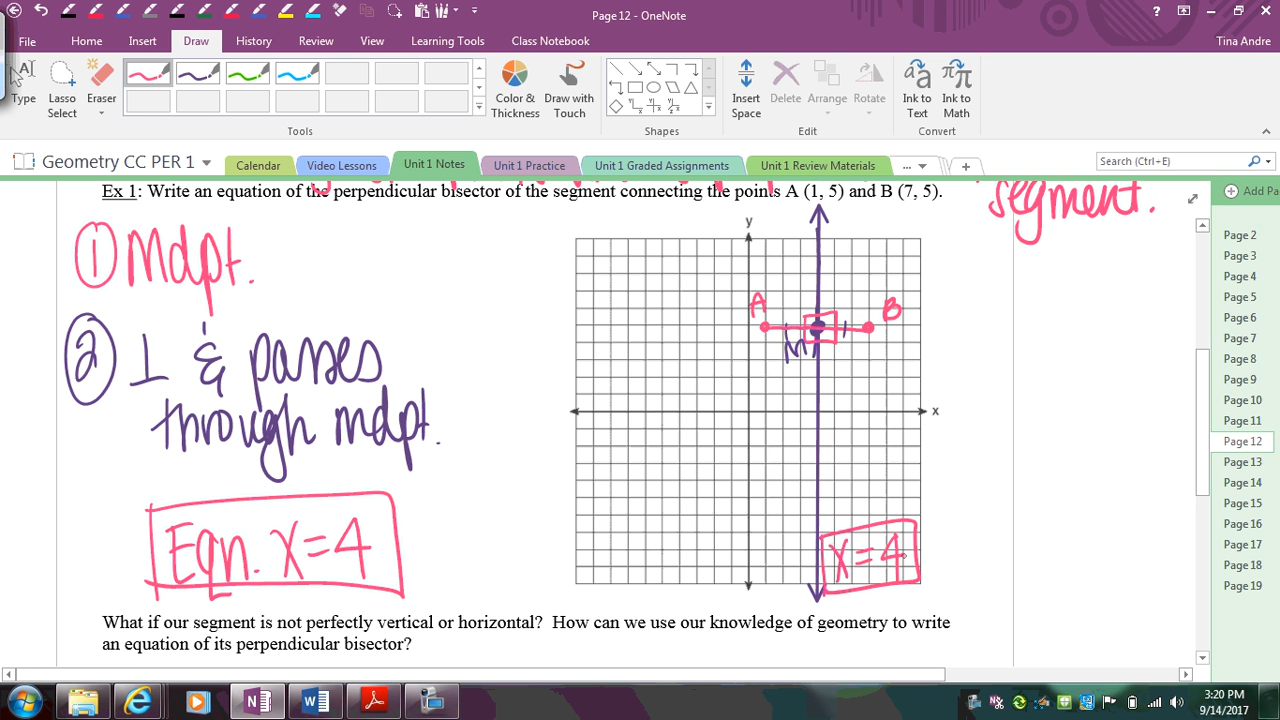 Page 12 - OneNote
?
Tina Andre
File Home Insert Draw History Review View Learning Tools Class Notebook
Type Lasso Select Eraser Color & Thickness Draw with Touch Insert Space Delete Arrange Rotate Ink to Text Ink to Math
Tools Shapes Edit Convert
Geometry CC PER 1 Calendar Video Lessons Unit 1 Notes Unit 1 Practice Unit 1 Graded Assignments Unit 1 Review Materials ... Search (Ctrl+E)
Ex 1: Write an equation of the perpendicular bisector of the segment connecting the points A (1, 5) and B (7, 5).
segment.
① Mdpt.
② ⊥ & passes
through mdpt.
Eqn. x=4
y
A
B
M
x
x=4
What if our segment is not perfectly vertical or horizontal? How can we use our knowledge of geometry to write
an equation of its perpendicular bisector?
Add Pa
Page 2
Page 3
Page 4
Page 5
Page 6
Page 7
Page 8
Page 9
Page 10
Page 11
Page 12
Page 13
Page 14
Page 15
Page 16
Page 17
Page 18
Page 19
3:20 PM
9/14/2017